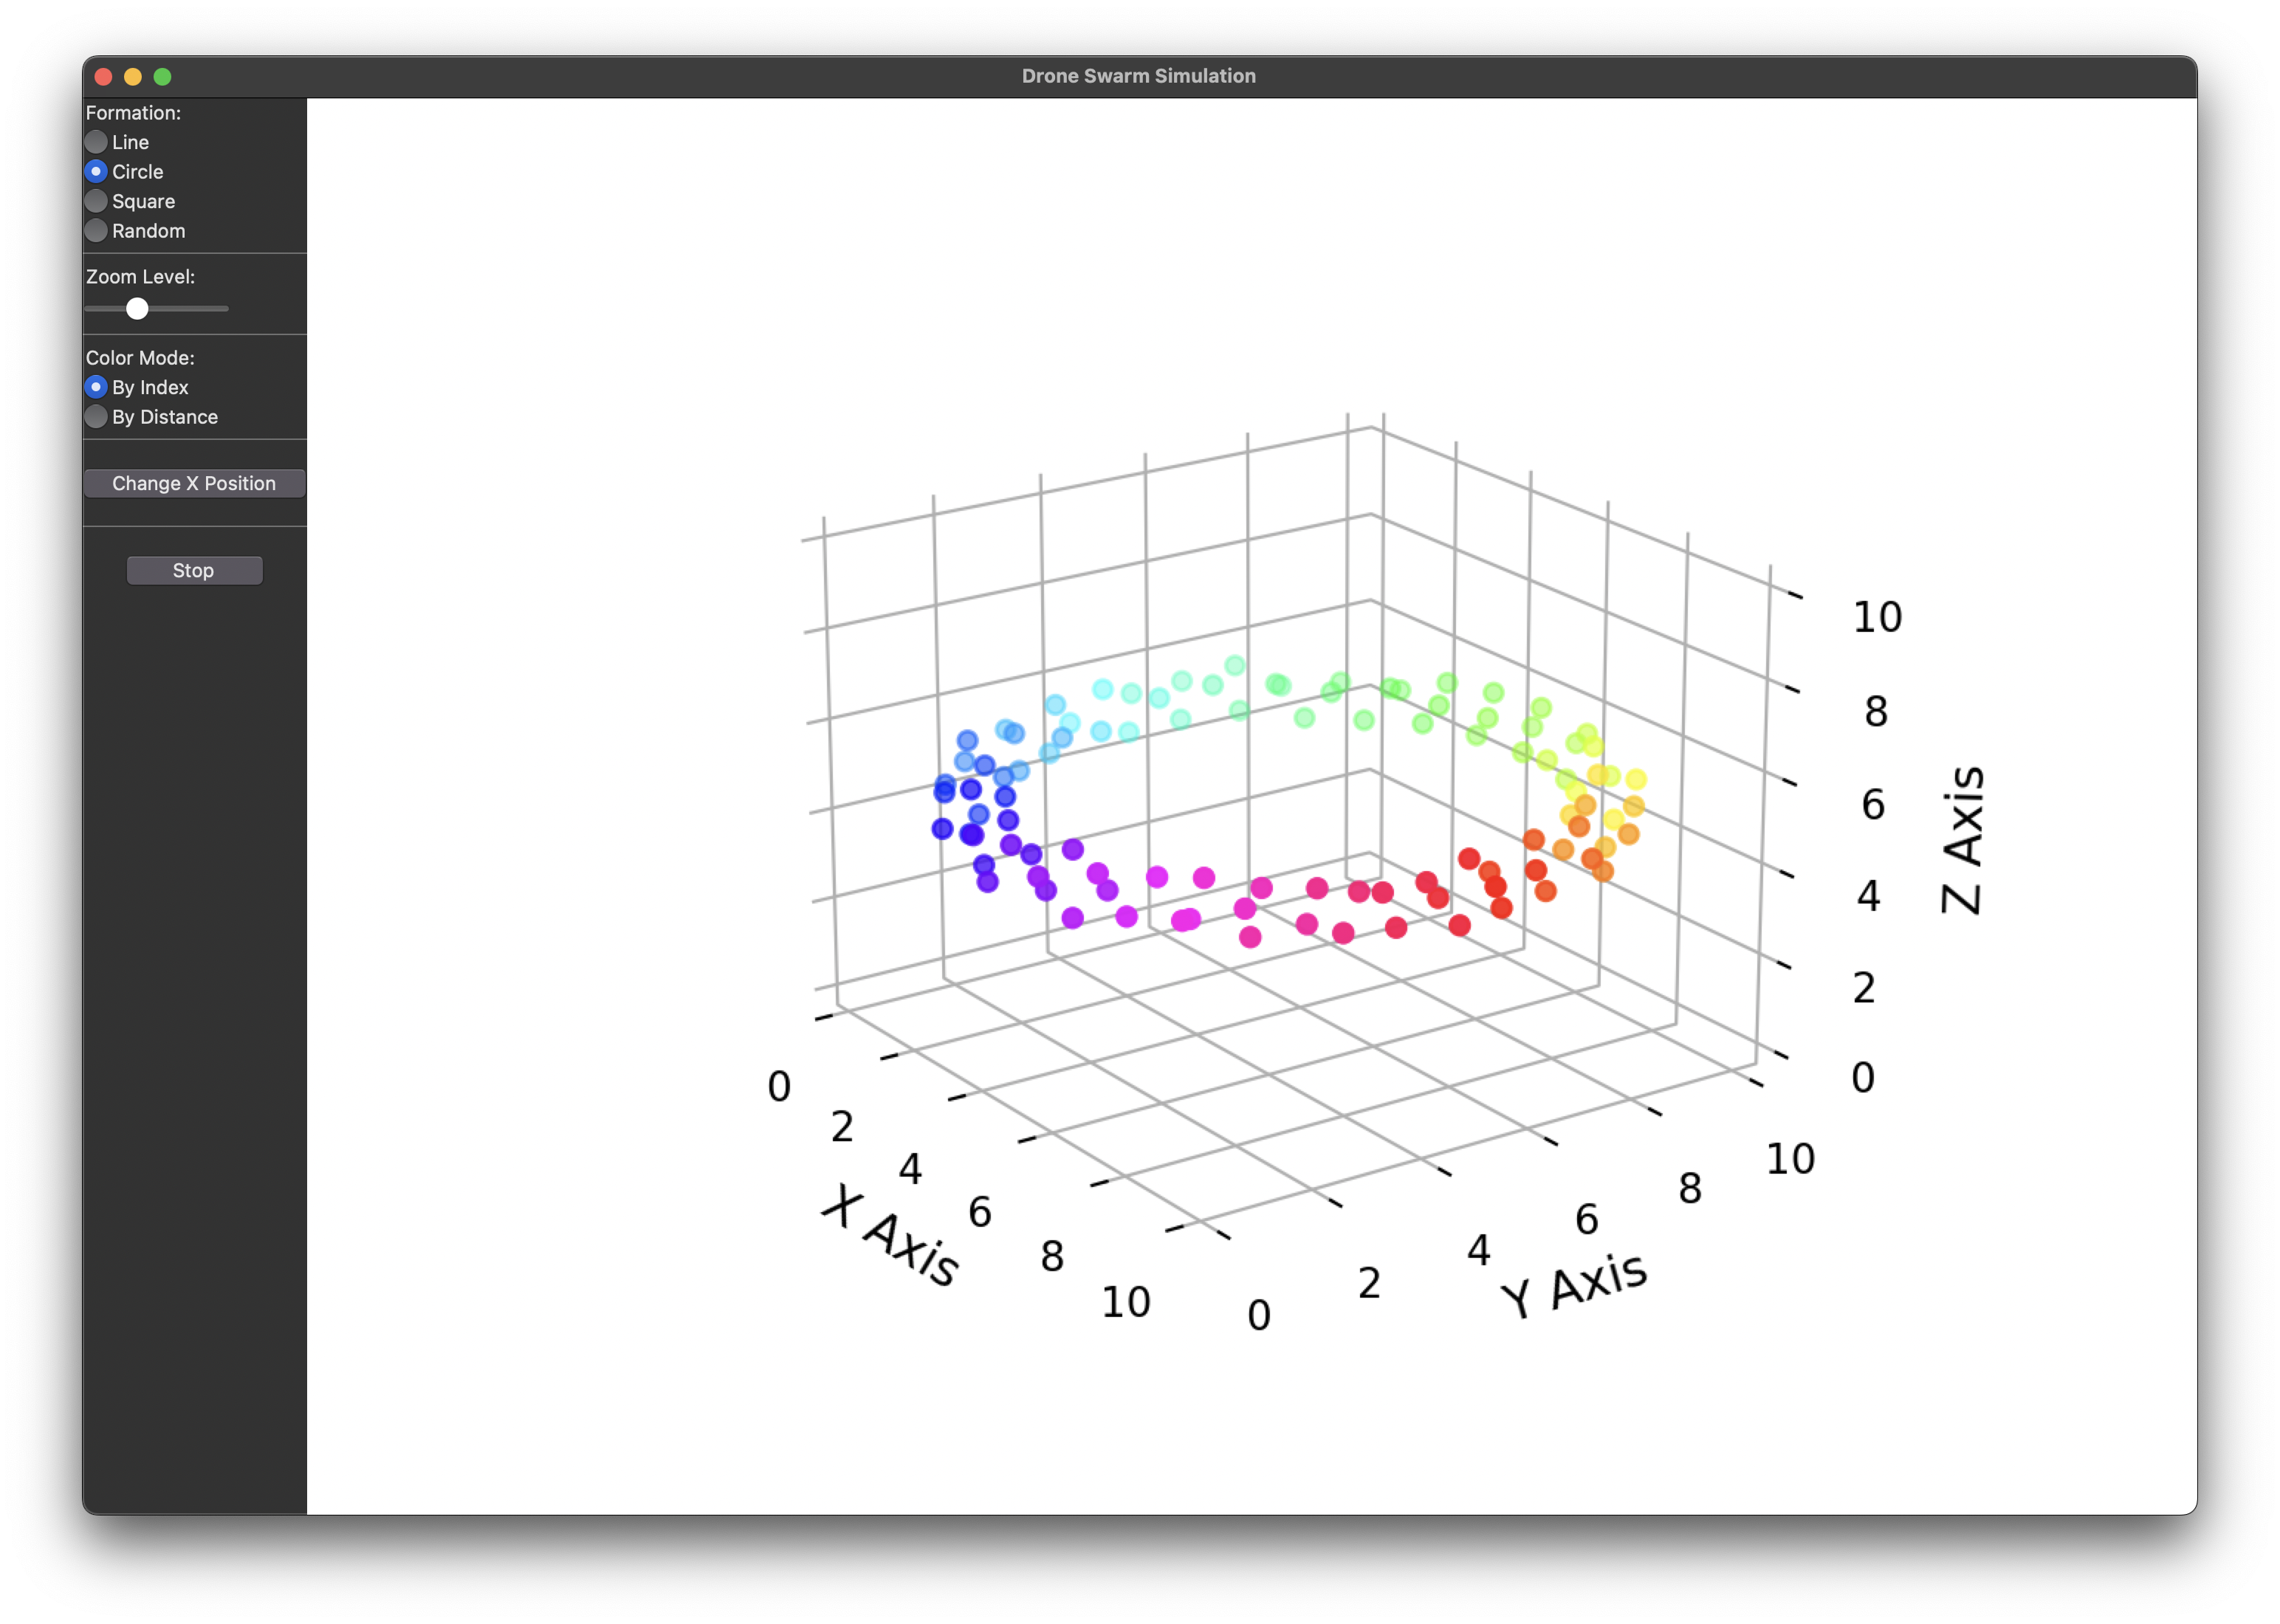 Drone Swarm Simulation
Formation:
Line
Circle
Square
Random
Zoom Level:
Color Mode:
By Index
By Distance
Change X Position
Stop
10
8
6
4
2
0
Z Axis
0
2
4
6
8
10
X Axis
0
2
4
6
8
10
Y Axis